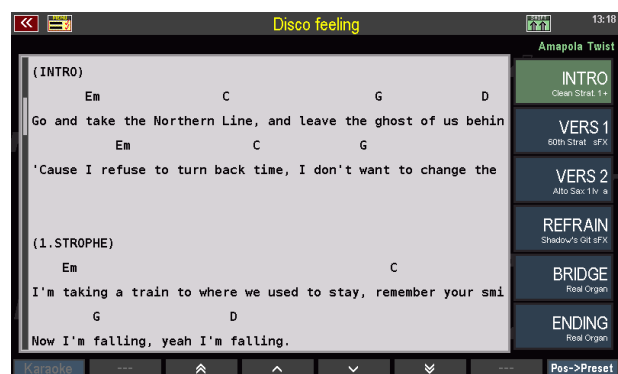 MENU
Disco feeling
13:18
Amapola Twist
(INTRO)
Em C G D
Go and take the Northern Line, and leave the ghost of us behin
Em C G
'Cause I refuse to turn back time, I don't want to change the
(1.STROPHE)
Em C
I'm taking a train to where we used to stay, remember your smi
G D
Now I'm falling, yeah I'm falling.
INTRO
Clean Strat. 1+
VERS 1
60th Strat sFX
VERS 2
Alto Sax 1lv a
REFRAIN
Shadow's Git sFX
BRIDGE
Real Organ
ENDING
Real Organ
Karaoke --- --- Pos->Preset